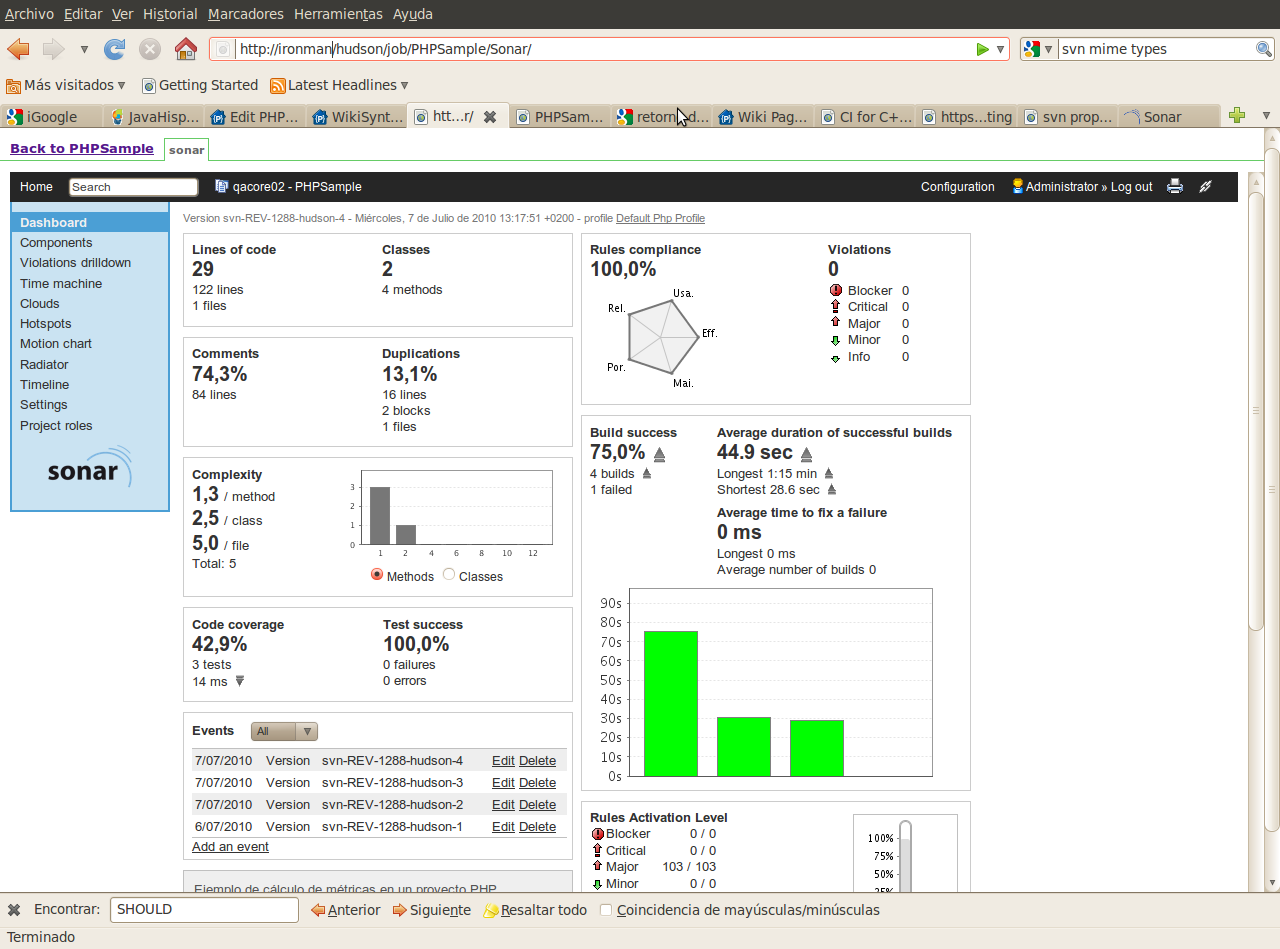 Archivo Editar Ver Historial Marcadores Herramientas Ayuda
http://ironman/hudson/job/PHPSample/Sonar/
svn mime types
Más visitados Getting Started Latest Headlines
iGoogle JavaHisp... Edit PHP... WikiSynt... htt...r/ PHPSam... Wiki Pag... CI for C+... https...ting svn prop... Sonar
Back to PHPSample sonar
Home Search qacore02 - PHPSample Configuration Administrator » Log out
Version svn-REV-1288-hudson-4 - Miércoles, 7 de Julio de 2010 13:17:51 +0200 - profile Default Php Profile
Dashboard
Components
Violations drilldown
Time machine
Clouds
Hotspots
Motion chart
Radiator
Timeline
Settings
Project roles
sonar
Lines of code
29
122 lines
1 files
Classes
2
4 methods
Comments
74,3%
84 lines
Duplications
13,1%
16 lines
2 blocks
1 files
Complexity
1,3 / method
2,5 / class
5,0 / file
Total: 5
3
2
1
0
1 2 4 6 8 10 12
Methods Classes
Code coverage
42,9%
3 tests
14 ms
Test success
100,0%
0 failures
0 errors
Events All
7/07/2010 Version svn-REV-1288-hudson-4 Edit Delete
7/07/2010 Version svn-REV-1288-hudson-3 Edit Delete
7/07/2010 Version svn-REV-1288-hudson-2 Edit Delete
6/07/2010 Version svn-REV-1288-hudson-1 Edit Delete
Add an event
Ejemplo de cálculo de métricas en un proyecto PHP
Rules compliance
100,0%
Usa.
Rel.
Eff.
Por.
Mai.
Violations
0
Blocker 0
Critical 0
Major 0
Minor 0
Info 0
Build success
75,0%
4 builds
1 failed
Average duration of successful builds
44.9 sec
Longest 1:15 min
Shortest 28.6 sec
Average time to fix a failure
0 ms
Longest 0 ms
Average number of builds 0
90s
80s
70s
60s
50s
40s
30s
20s
10s
0s
Rules Activation Level
Blocker 0 / 0
Critical 0 / 0
Major 103 / 103
Minor 0 / 0
100%
75%
50%
25%
Encontrar: SHOULD Anterior Siguiente Resaltar todo Coincidencia de mayúsculas/minúsculas
Terminado